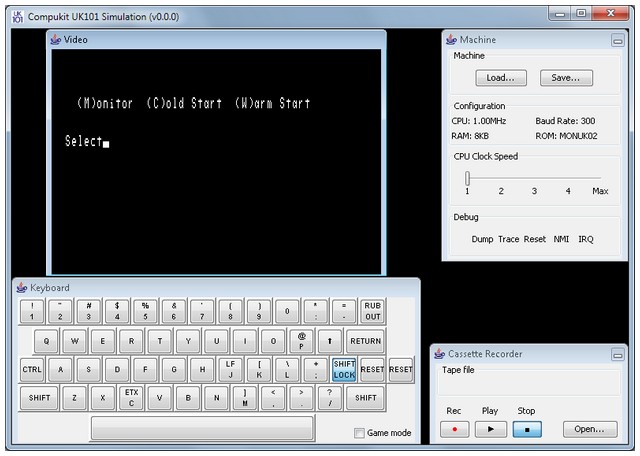 UK 101 Compukit UK101 Simulation (v0.0.0)
Video
(M)onitor (C)old Start (W)arm Start
Select
Machine
Machine
Load... Save...
Configuration
CPU: 1.00MHz Baud Rate: 300
RAM: 8KB ROM: MONUK02
CPU Clock Speed
1 2 3 4 Max
Debug
Dump Trace Reset NMI IRQ
Keyboard
! " # $ % & ' ( ) 0 * = RUB
1 2 3 4 5 6 7 8 9 : - OUT
Q W E R T Y U I O @ P ↑ RETURN
CTRL A S D F G H LF J [ K \ L + ; SHIFT LOCK RESET RESET
SHIFT Z X ETX C V B N ] M < , > . ? / SHIFT
Game mode
Cassette Recorder
Tape file
Rec Play Stop
Open...